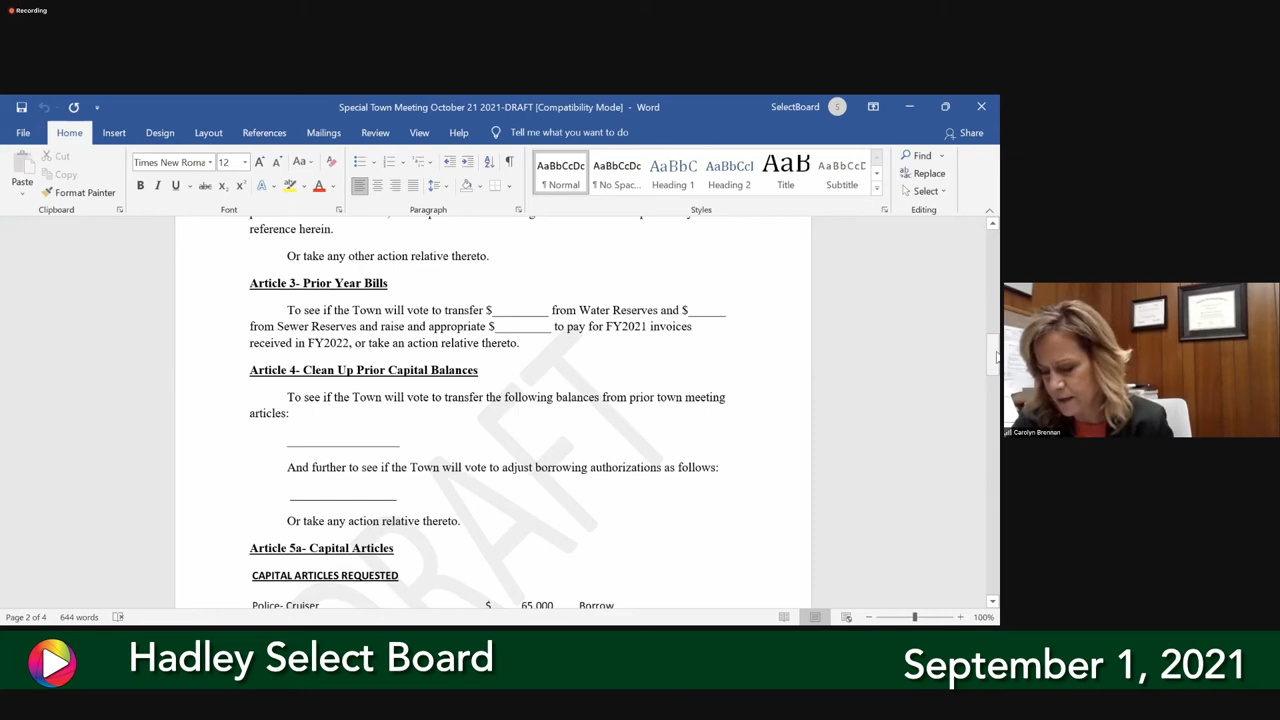 Recording
Special Town Meeting October 21 2021-DRAFT [Compatibility Mode] - Word
SelectBoard
S
File Home Insert Design Layout References Mailings Review View Help Tell me what you want to do
Share
Paste
Cut
Copy
Format Painter
Clipboard
Times New Roma 12
Font
Paragraph
AaBbCcDc AaBbCcDc AaBbC AaBbCcI AaB AaBbCcD
¶ Normal ¶ No Spac... Heading 1 Heading 2 Title Subtitle
Styles
Find
Replace
Select
Editing
reference herein.
Or take any other action relative thereto.
Article 3- Prior Year Bills
To see if the Town will vote to transfer $_________ from Water Reserves and $______
from Sewer Reserves and raise and appropriate $_________ to pay for FY2021 invoices
received in FY2022, or take an action relative thereto.
Article 4- Clean Up Prior Capital Balances
To see if the Town will vote to transfer the following balances from prior town meeting
articles:
And further to see if the Town will vote to adjust borrowing authorizations as follows:
Or take any action relative thereto.
Article 5a- Capital Articles
CAPITAL ARTICLES REQUESTED
Police- Cruiser $ 65,000 Borrow
DRAFT
Page 2 of 4 644 words
100%
Carolyn Brennan
Hadley Select Board
September 1, 2021